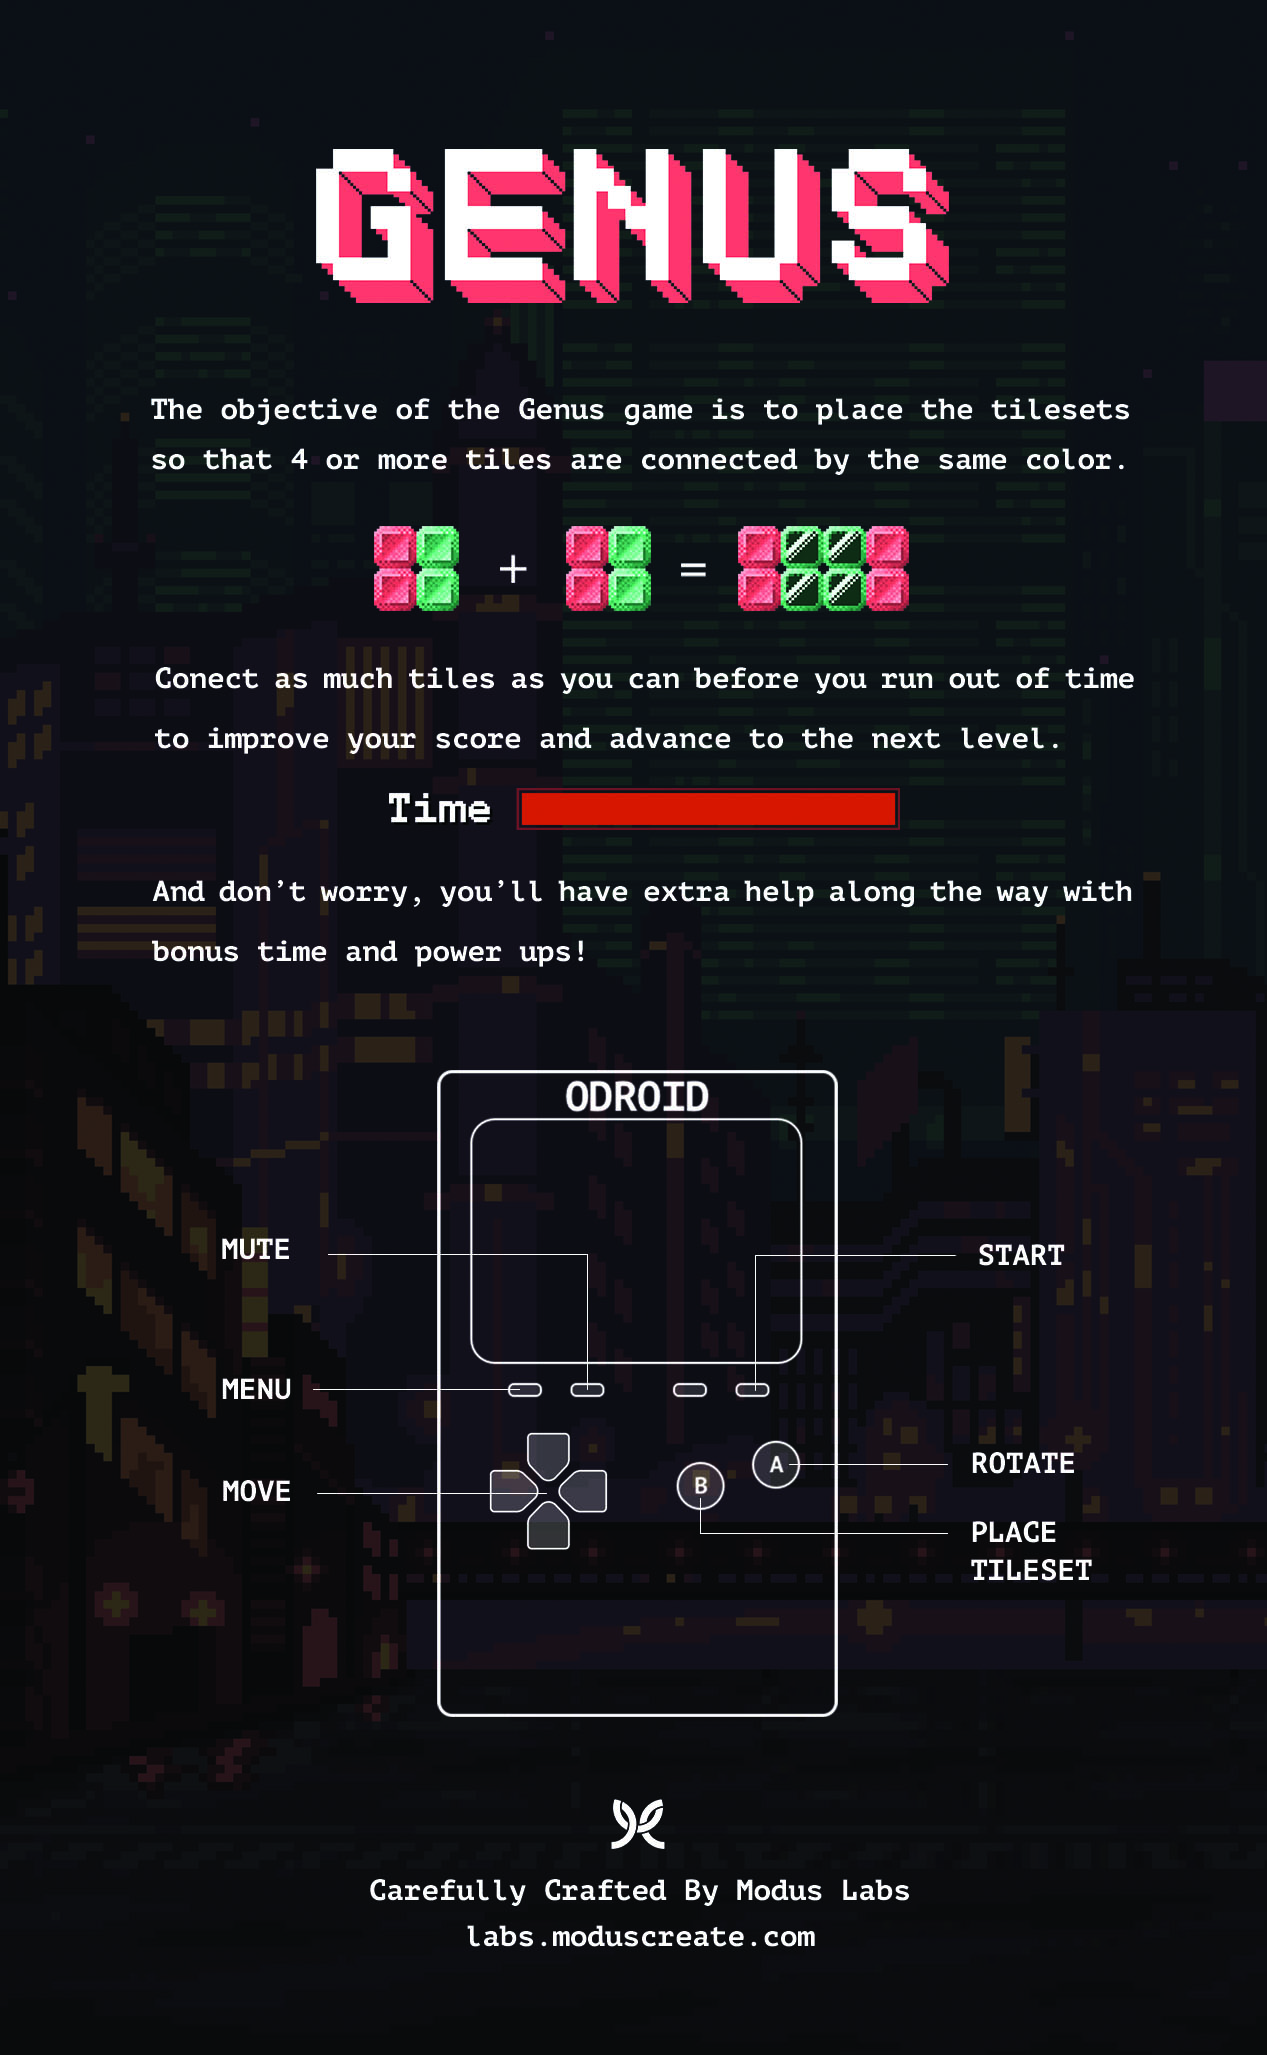 GENUS
The objective of the Genus game is to place the tilesets
so that 4 or more tiles are connected by the same color.
+ =
Conect as much tiles as you can before you run out of time
to improve your score and advance to the next level.
Time
And don’t worry, you’ll have extra help along the way with
bonus time and power ups!
ODROID
MUTE
START
MENU
A
ROTATE
MOVE
B
PLACE
TILESET
Carefully Crafted By Modus Labs
labs.moduscreate.com